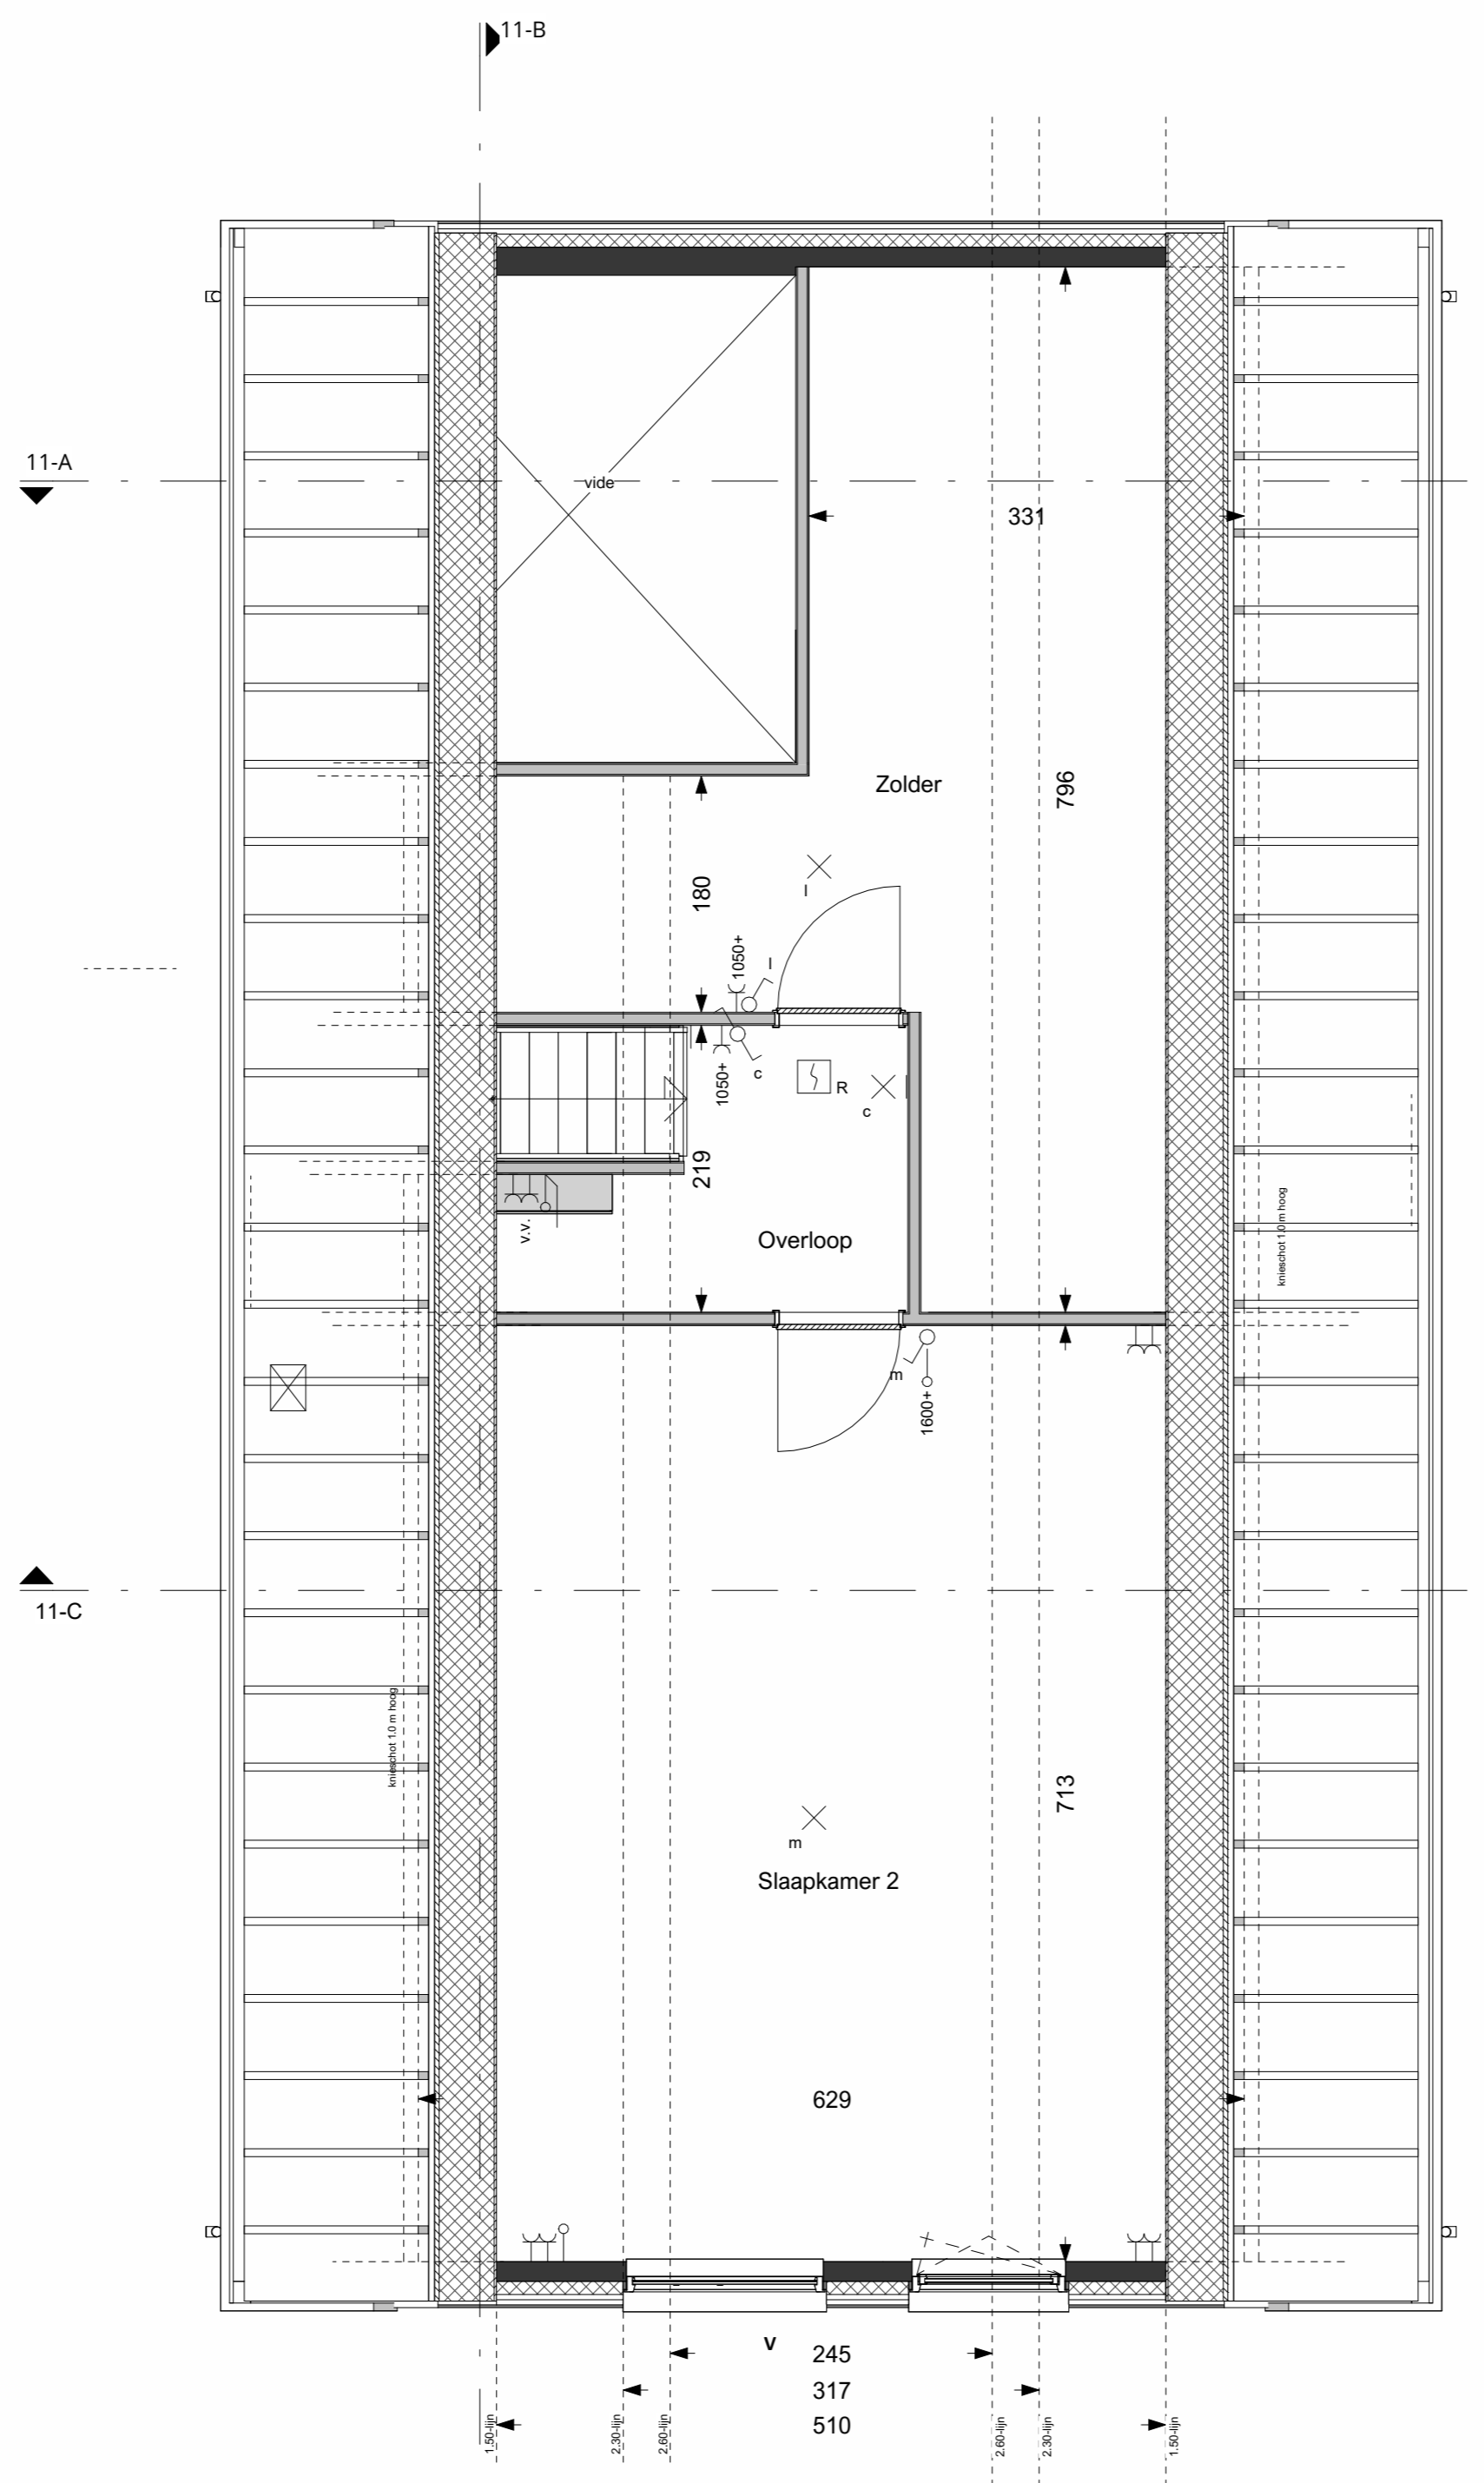 11-B
11-A
vide
331
Zolder
796
180
l
1050+
l
1050+
c
R
c
219
v.v.
Overloop
knieschot 1.0 m hoog
m
1600+
11-C
knieschot 1.0 m hoog
713
m
Slaapkamer 2
629
v
245
317
510
1.50-lijn
2.30-lijn
2.60-lijn
2.60-lijn
2.30-lijn
1.50-lijn